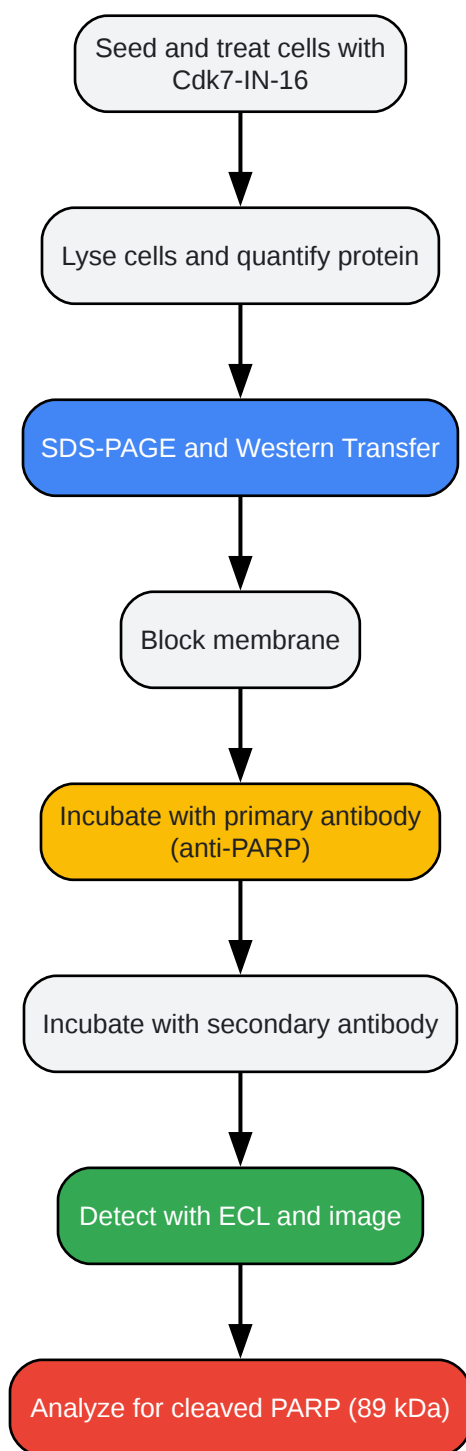 Seed and treat cells with
Cdk7-IN-16
Lyse cells and quantify protein
SDS-PAGE and Western Transfer
Block membrane
Incubate with primary antibody
(anti-PARP)
Incubate with secondary antibody
Detect with ECL and image
Analyze for cleaved PARP (89 kDa)